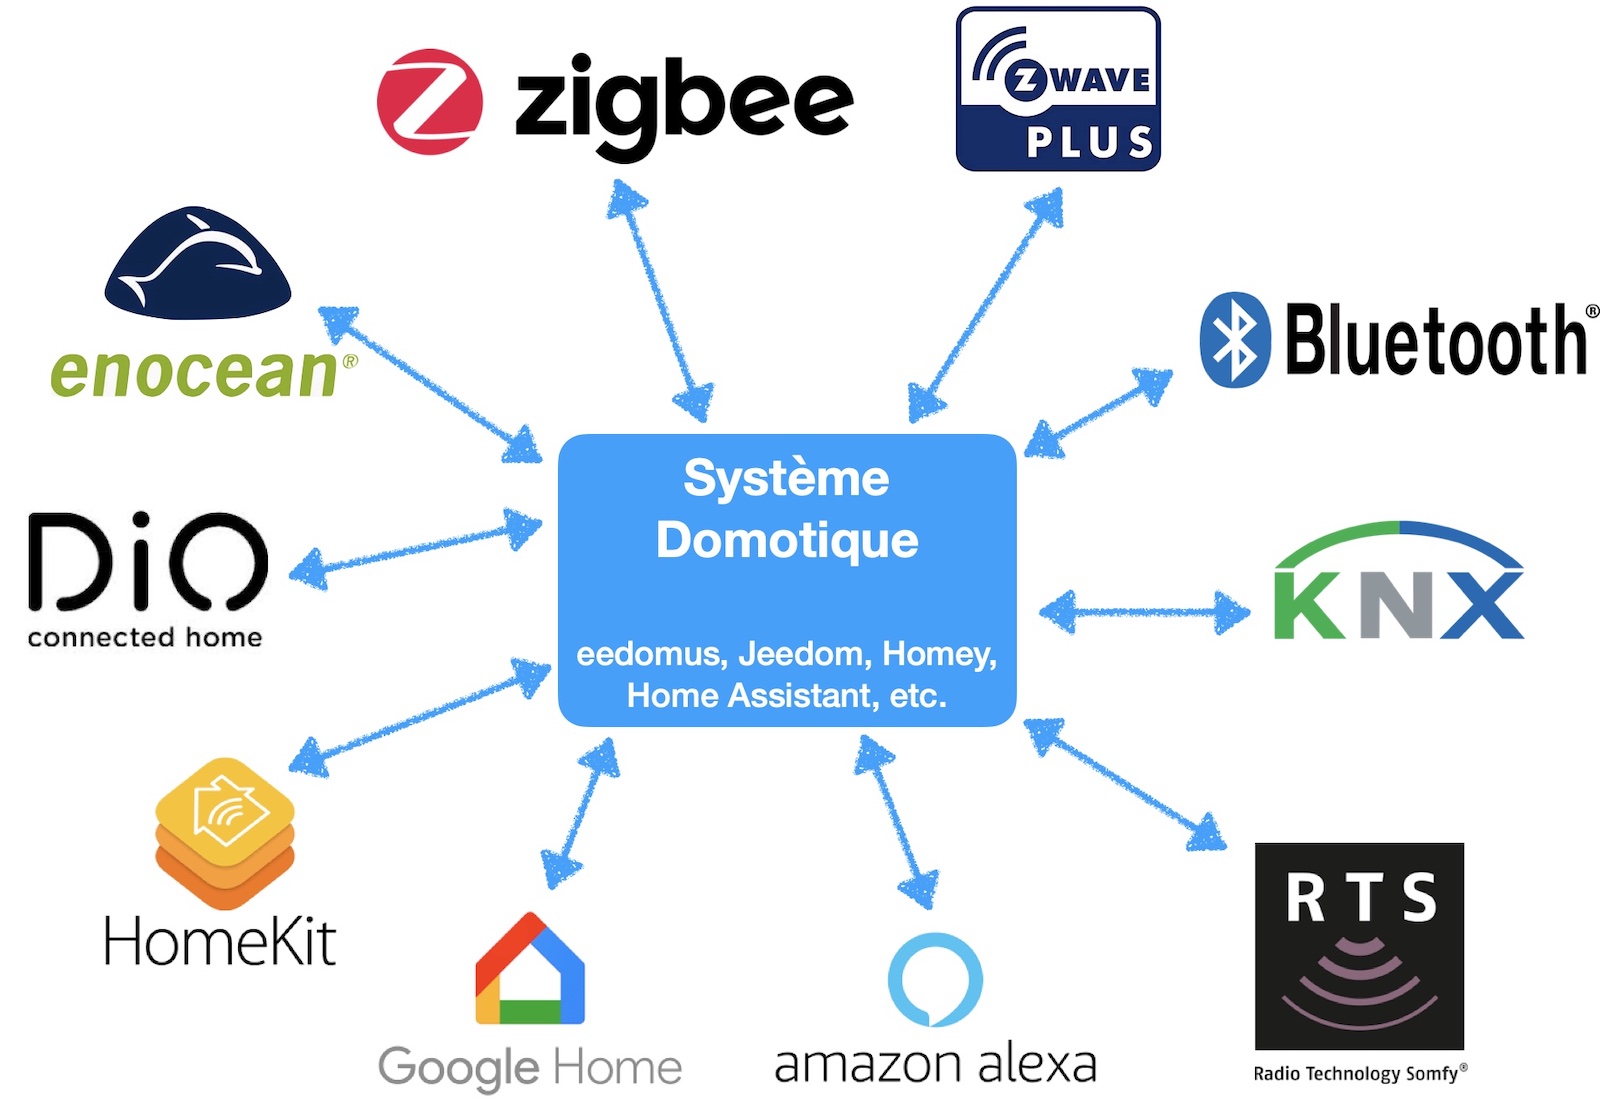 zigbee
Z WAVE
PLUS
enocean®
Bluetooth®
Système
Domotique
DiO
connected home
KNX
eedomus, Jeedom, Homey,
Home Assistant, etc.
HomeKit
RTS
Google Home
amazon alexa
Radio Technology Somfy®